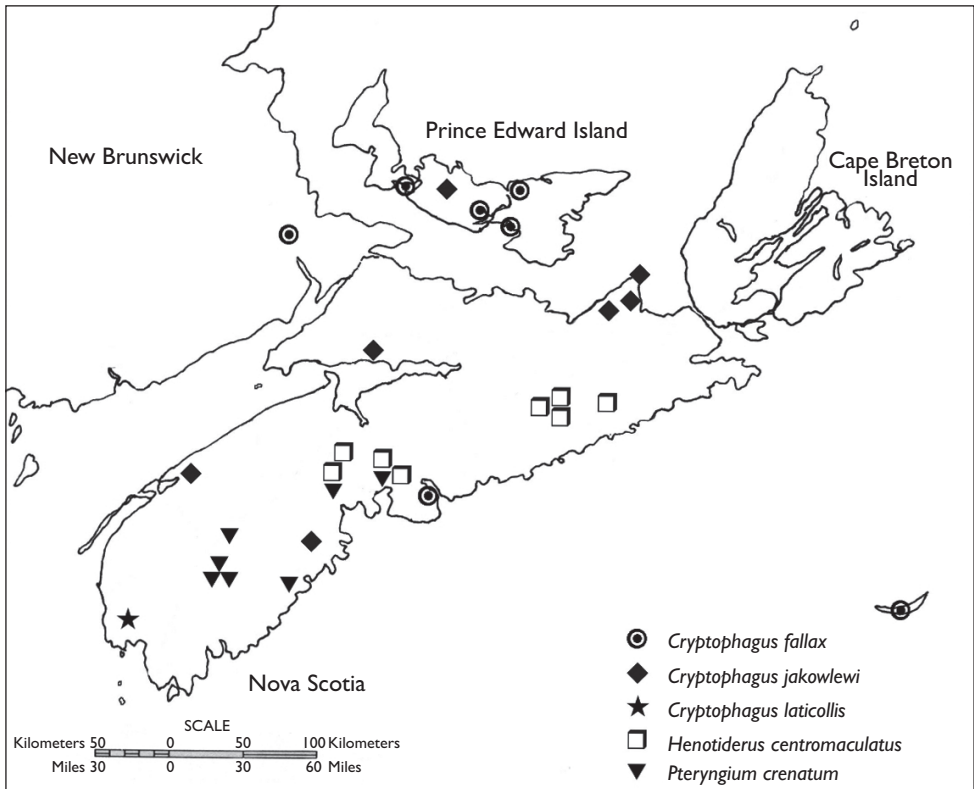 Prince Edward Island
New Brunswick
Cape Breton
Island
Nova Scotia
Cryptophagus fallax
Cryptophagus jakowlewi
Cryptophagus laticollis
Henotiderus centromaculatus
Pteryngium crenatum
SCALE
Kilometers 50 0 50 100 Kilometers
Miles 30 0 30 60 Miles